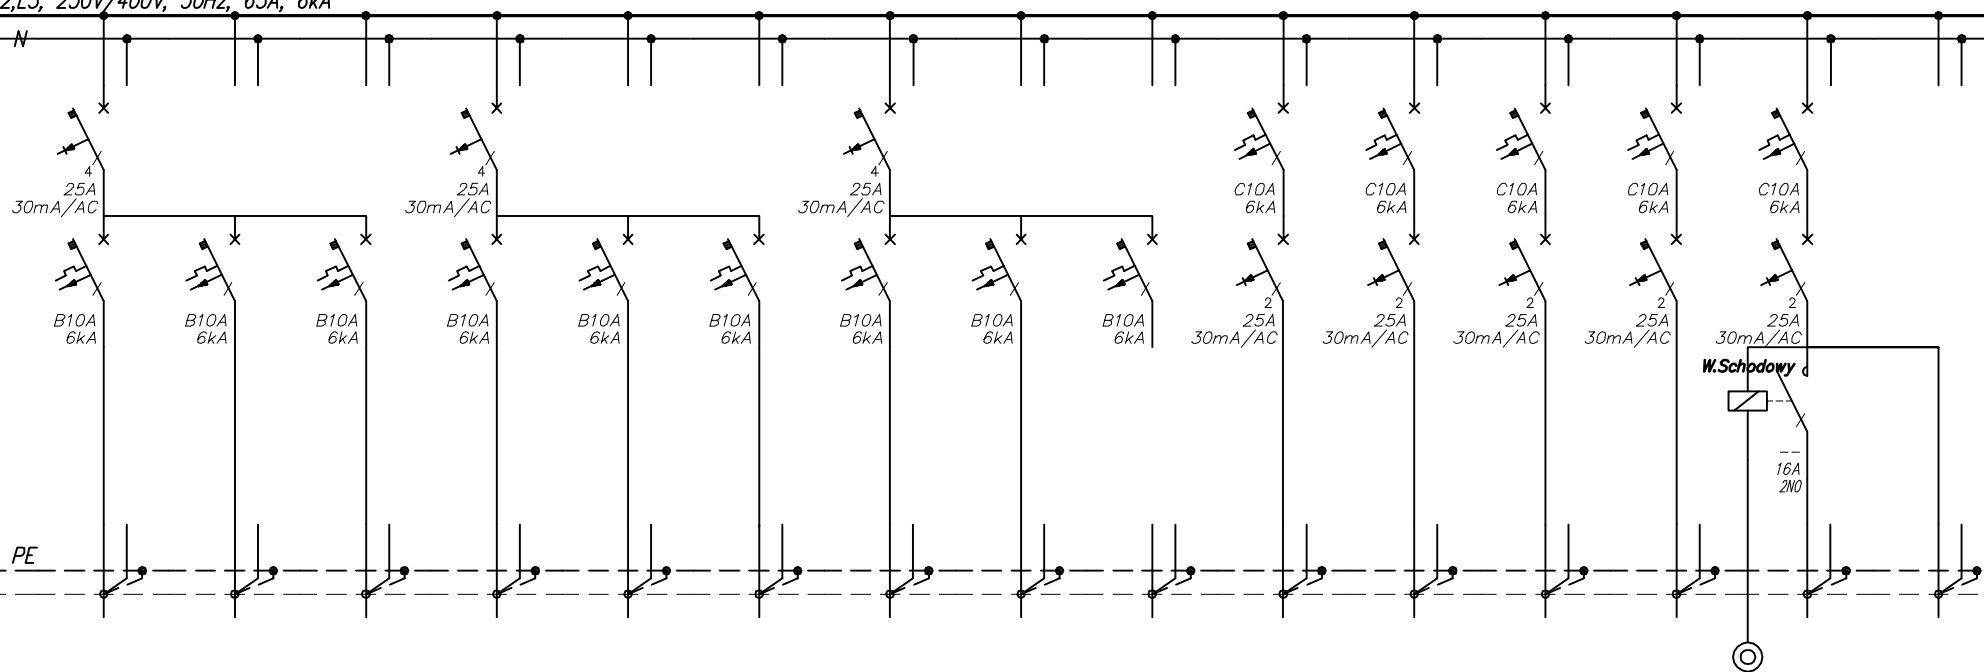 2,L3, 230V/400V, 50Hz, 63A, 6kA
N
4
25A
30mA/AC
4
25A
30mA/AC
4
25A
30mA/AC
C10A
6kA
C10A
6kA
C10A
6kA
C10A
6kA
C10A
6kA
B10A
6kA
B10A
6kA
B10A
6kA
B10A
6kA
B10A
6kA
B10A
6kA
B10A
6kA
B10A
6kA
B10A
6kA
2
25A
30mA/AC
2
25A
30mA/AC
2
25A
30mA/AC
2
25A
30mA/AC
2
25A
30mA/AC
W.Schodowy
--
16A
2NO
PE